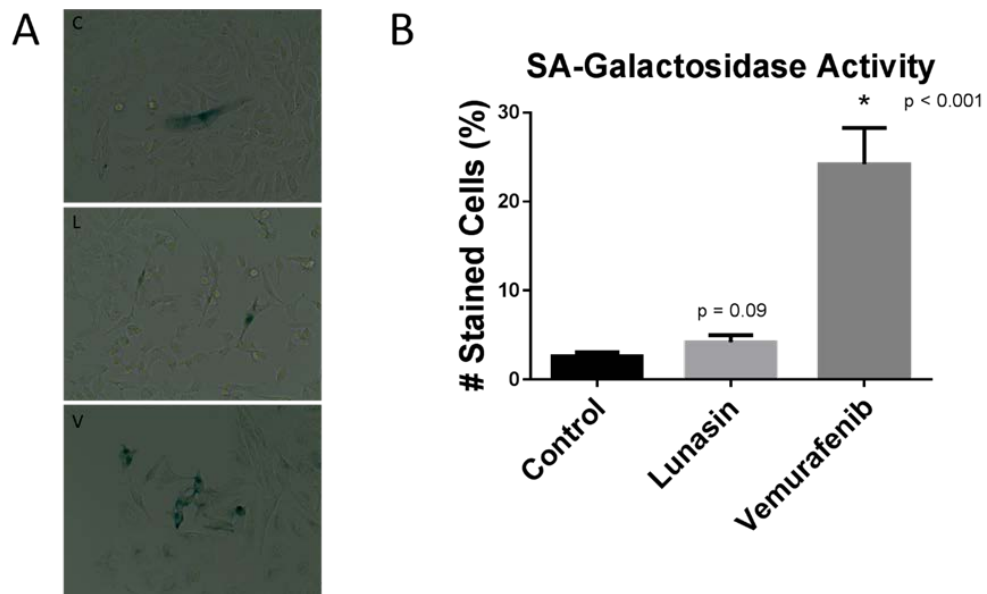 A
C
L
V
B
SA-Galactosidase Activity
# Stained Cells (%)
30
20
10
0
* p < 0.001
p = 0.09
Control
Lunasin
Vemurafenib